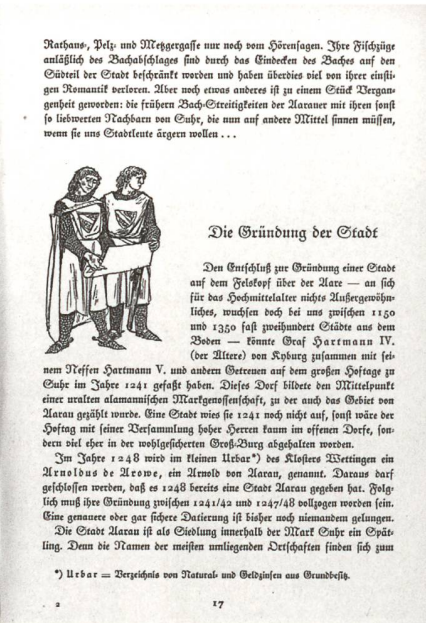 Rathaus-, Pelz- und Metzgergasse nur noch vom Hörensagen. Ihre Fischzüge
anläßlich des Bachabschlages sind durch das Eindecken des Baches auf den
Südteil der Stadt beschränkt worden und haben überdies viel von ihrer einsti-
gen Romantik verloren. Aber noch etwas anderes ist zu einem Stück Vergan-
genheit geworden: die frühern Bach-Streitigkeiten der Aarauer mit ihren sonst
so liebwerten Nachbarn von Suhr, die nun auf andere Mittel sinnen müssen,
wenn sie uns Stadtleute ärgern wollen . . .
Die Gründung der Stadt
Den Entschluß zur Gründung einer Stadt
auf dem Felskopf über der Aare — an sich
für das Hochmittelalter nichts Außergewöhn-
liches, wuchsen doch bei uns zwischen 1150
und 1350 fast zweihundert Städte aus dem
Boden — könnte Graf Hartmann IV.
(der Ältere) von Kyburg zusammen mit sei-
nem Neffen Hartmann V. und andern Getreuen auf dem großen Hoftage zu
Suhr im Jahre 1241 gefaßt haben. Dieses Dorf bildete den Mittelpunkt
einer uralten alamannischen Markgenossenschaft, zu der auch das Gebiet von
Aarau gezählt wurde. Eine Stadt wies sie 1241 noch nicht auf, sonst wäre der
Hoftag mit seiner Versammlung hoher Herren kaum im offenen Dorfe, son-
dern viel eher in der wohlgesicherten Groß-Burg abgehalten worden.
Im Jahre 1248 wird im kleinen Urbar*) des Klosters Wettingen ein
Arnoldus de Arowe, ein Arnold von Aarau, genannt. Daraus darf
geschlossen werden, daß es 1248 bereits eine Stadt Aarau gegeben hat. Folg-
lich muß ihre Gründung zwischen 1241/42 und 1247/48 vollzogen worden sein.
Eine genauere oder gar sichere Datierung ist bisher noch niemandem gelungen.
Die Stadt Aarau ist als Siedlung innerhalb der Mark Suhr ein Spät-
ling. Denn die Namen der meisten umliegenden Ortschaften finden sich zum
*) Urbar = Verzeichnis von Natural- und Geldzinsen aus Grundbesitz.
2
17